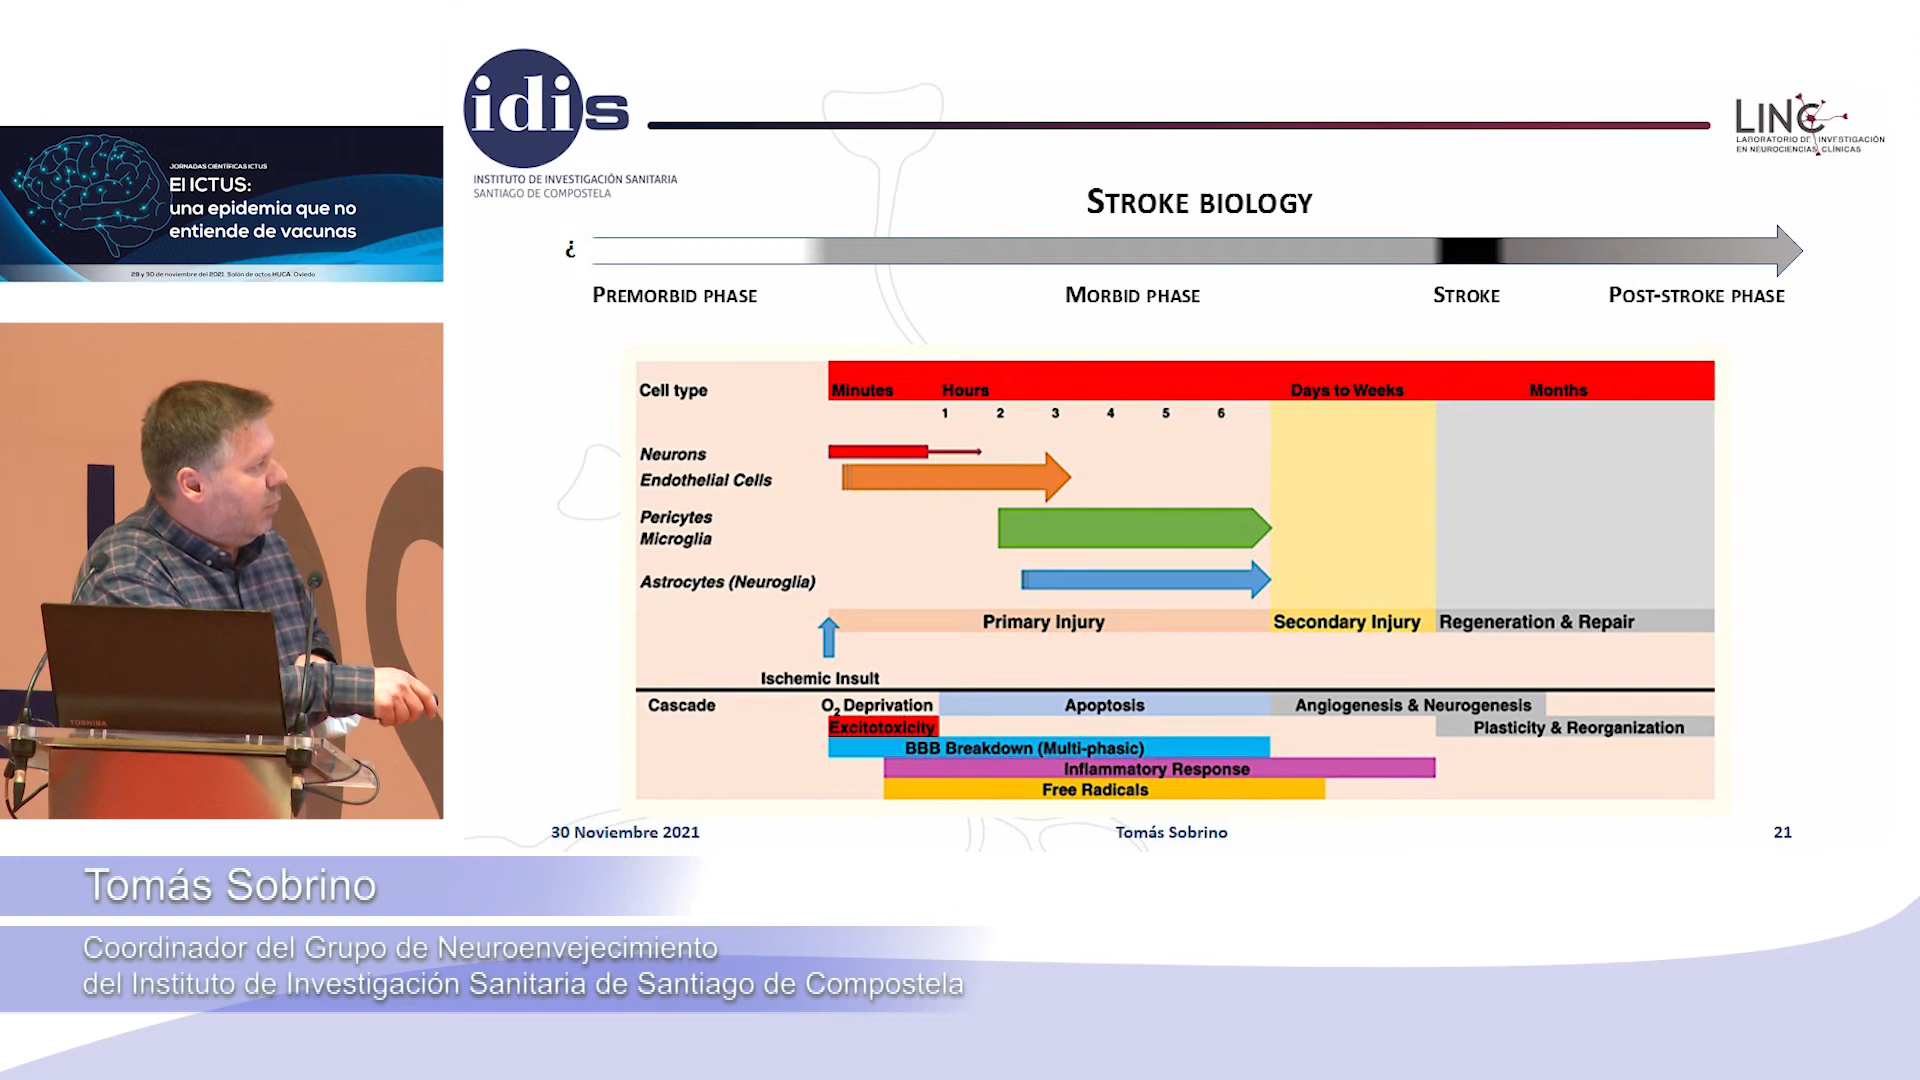 JORNADAS CIENTÍFICAS ICTUS
El ICTUS:
una epidemia que no
entiende de vacunas
29 y 30 de noviembre del 2021. Salón de actos HUCA. Oviedo
idis
INSTITUTO DE INVESTIGACIÓN SANITARIA
SANTIAGO DE COMPOSTELA
LINC
LABORATORIO DE INVESTIGACIÓN
EN NEUROCIENCIAS CLÍNICAS
STROKE BIOLOGY
¿
PREMORBID PHASE MORBID PHASE STROKE POST-STROKE PHASE
Cell type Minutes Hours Days to Weeks Months
1 2 3 4 5 6
Neurons
Endothelial Cells
Pericytes
Microglia
Astrocytes (Neuroglia)
Primary Injury Secondary Injury Regeneration & Repair
Ischemic Insult
Cascade O2 Deprivation Apoptosis Angiogenesis & Neurogenesis
Excitotoxicity Plasticity & Reorganization
BBB Breakdown (Multi-phasic)
Inflammatory Response
Free Radicals
30 Noviembre 2021 Tomás Sobrino 21
TOSHIBA
Tomás Sobrino
Coordinador del Grupo de Neuroenvejecimiento
del Instituto de Investigación Sanitaria de Santiago de Compostela